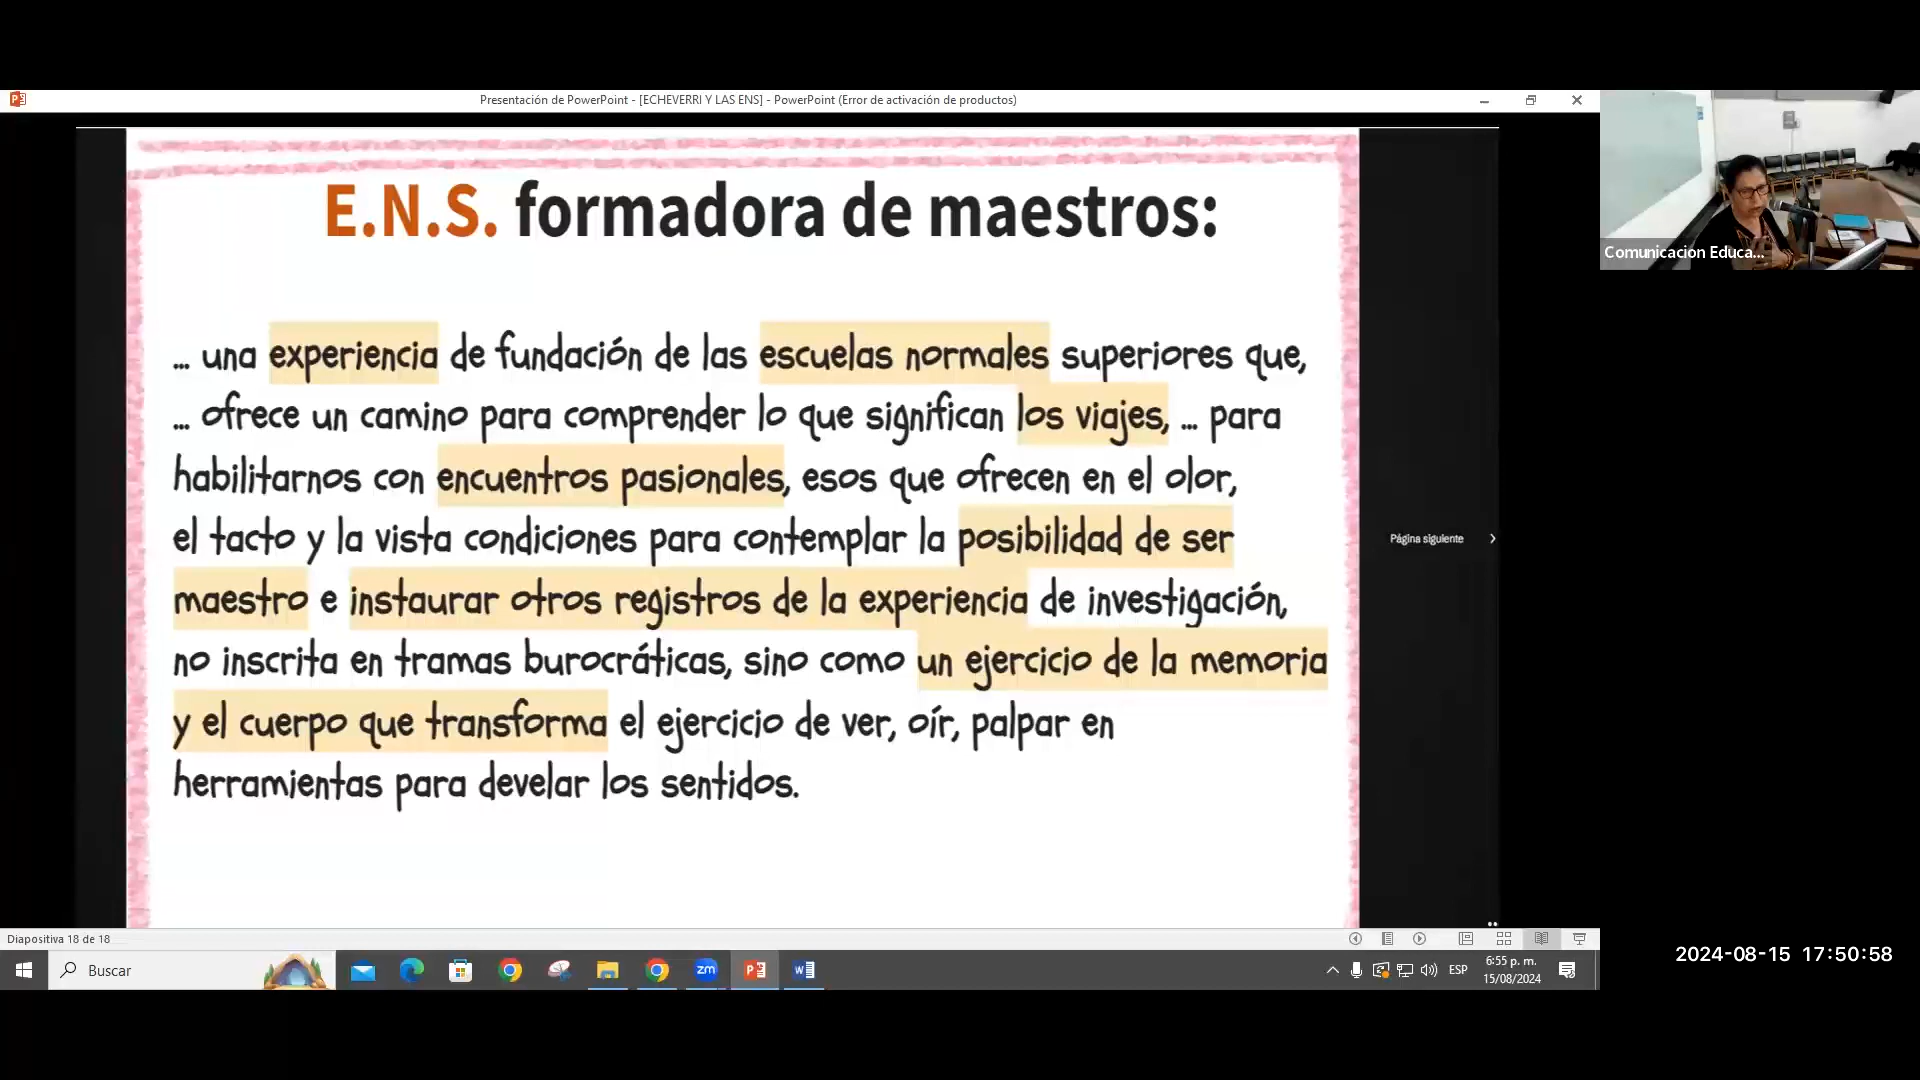 Presentación de PowerPoint - [ECHEVERRI Y LAS ENS] - PowerPoint (Error de activación de productos)
E.N.S. formadora de maestros:
... una experiencia de fundación de las escuelas normales superiores que,
... ofrece un camino para comprender lo que significan los viajes, ... para
habilitarnos con encuentros pasionales, esos que ofrecen en el olor,
el tacto y la vista condiciones para contemplar la posibilidad de ser
maestro e instaurar otros registros de la experiencia de investigación,
no inscrita en tramas burocráticas, sino como un ejercicio de la memoria
y el cuerpo que transforma el ejercicio de ver, oír, palpar en
herramientas para develar los sentidos.
Página siguiente
Comunicacion Educa...
Diapositiva 18 de 18
Buscar
zm
ESP
6:55 p. m.
15/08/2024
2024-08-15 17:50:58